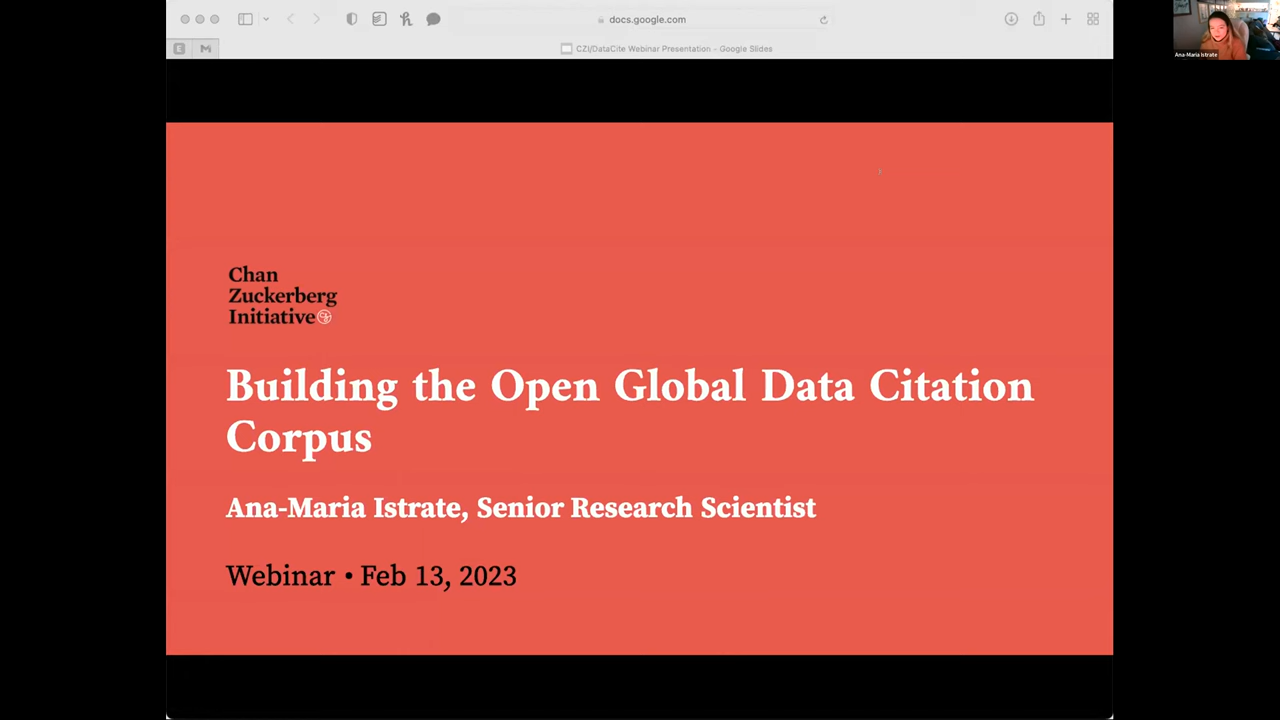 docs.google.com
CZI/DataCite Webinar Presentation - Google Slides
E
M
Ana-Maria Istrate
Chan
Zuckerberg
Initiative
Building the Open Global Data Citation
Corpus
Ana-Maria Istrate, Senior Research Scientist
Webinar • Feb 13, 2023